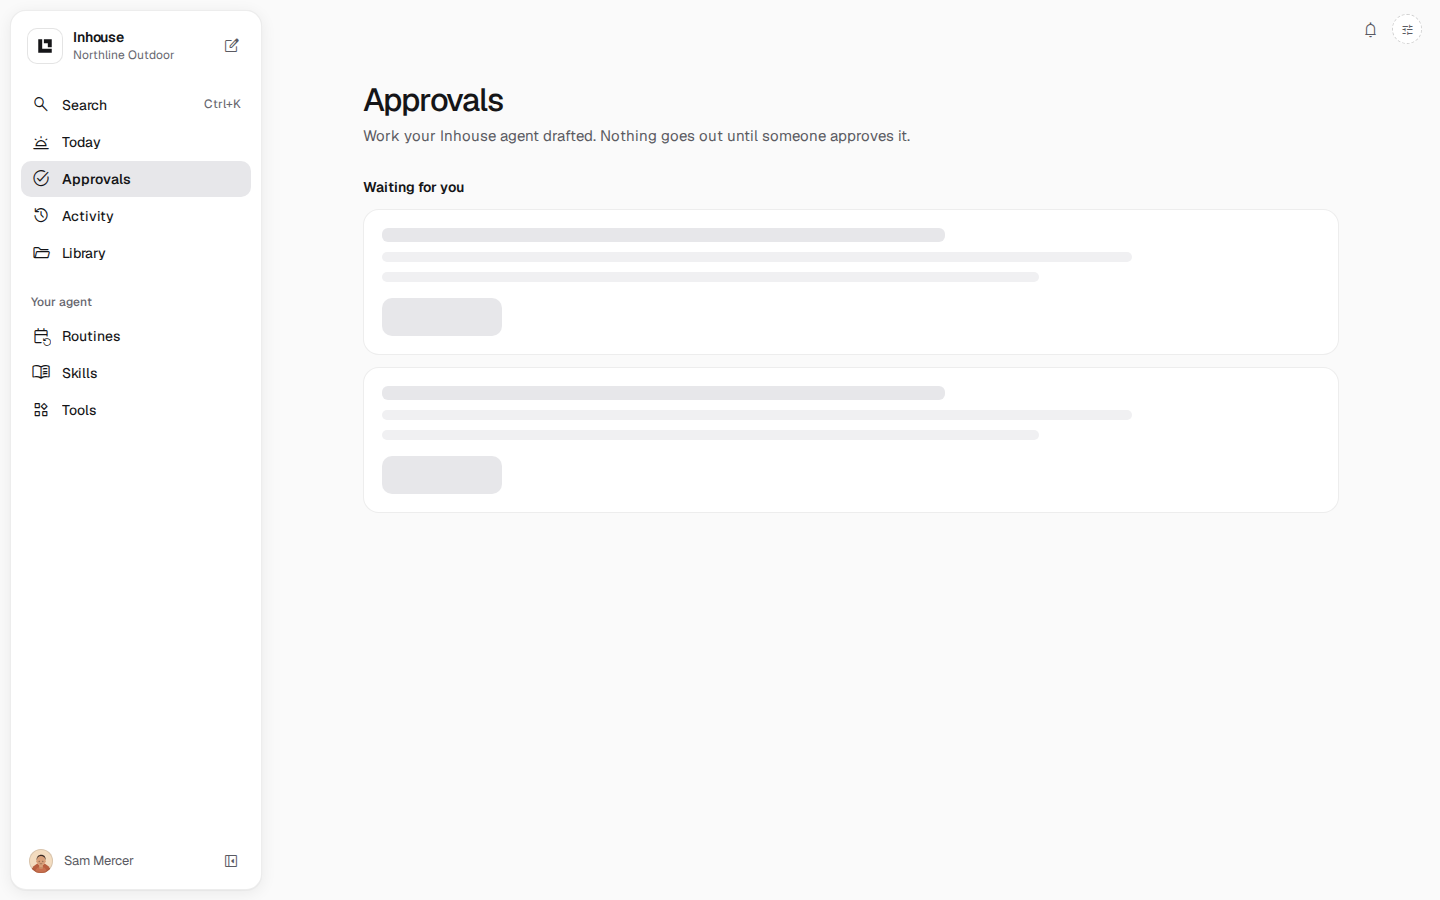 Inhouse
Northline Outdoor
Search Ctrl+K
Today
Approvals
Activity
Library
Your agent
Routines
Skills
Tools
Sam Mercer
Approvals
Work your Inhouse agent drafted. Nothing goes out until someone approves it.
Waiting for you